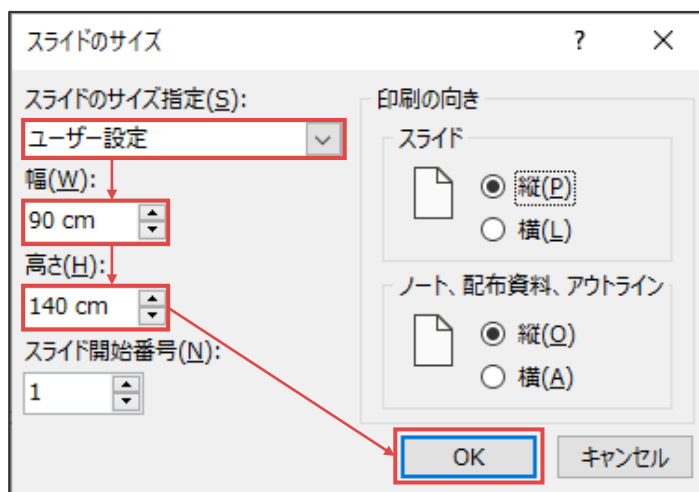 スライドのサイズ ? ×
スライドのサイズ指定(S):
ユーザー設定
幅(W):
90 cm
高さ(H):
140 cm
スライド開始番号(N):
1
印刷の向き
スライド
縦(P)
横(L)
ノート、配布資料、アウトライン
縦(O)
横(A)
OK
キャンセル